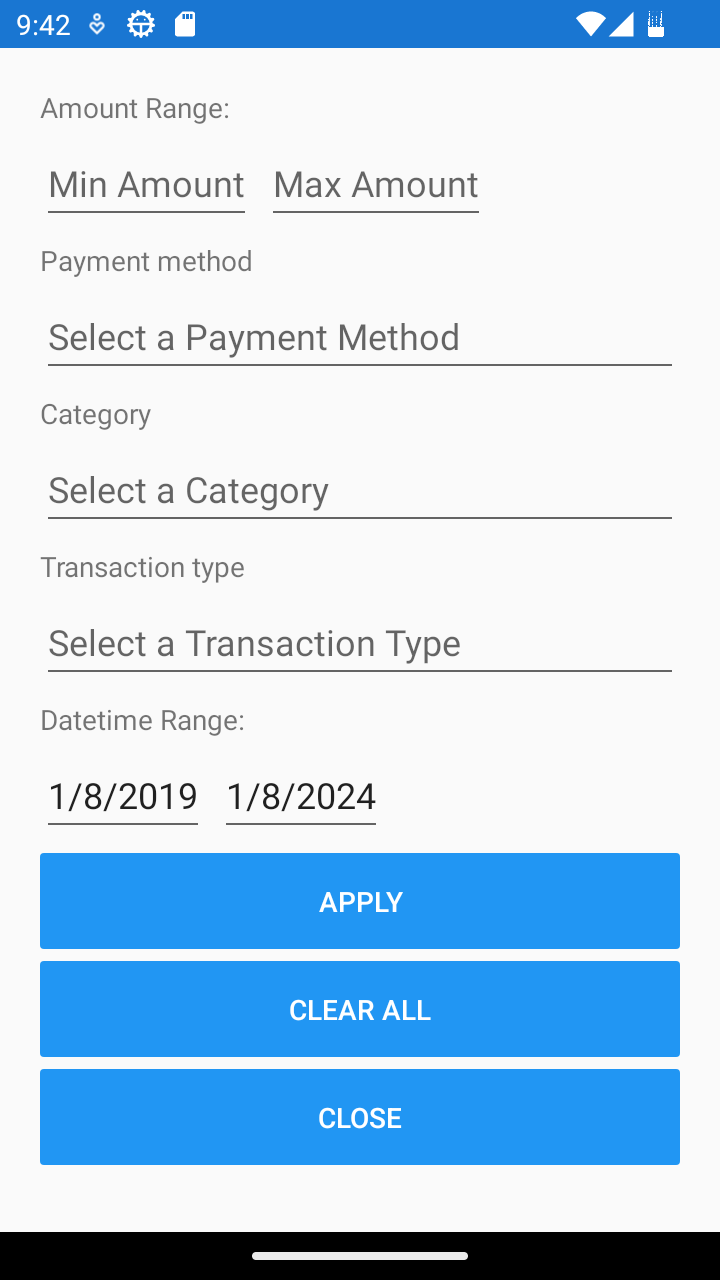 9:42
Amount Range:
Min Amount Max Amount
Payment method
Select a Payment Method
Category
Select a Category
Transaction type
Select a Transaction Type
Datetime Range:
1/8/2019 1/8/2024
APPLY
CLEAR ALL
CLOSE